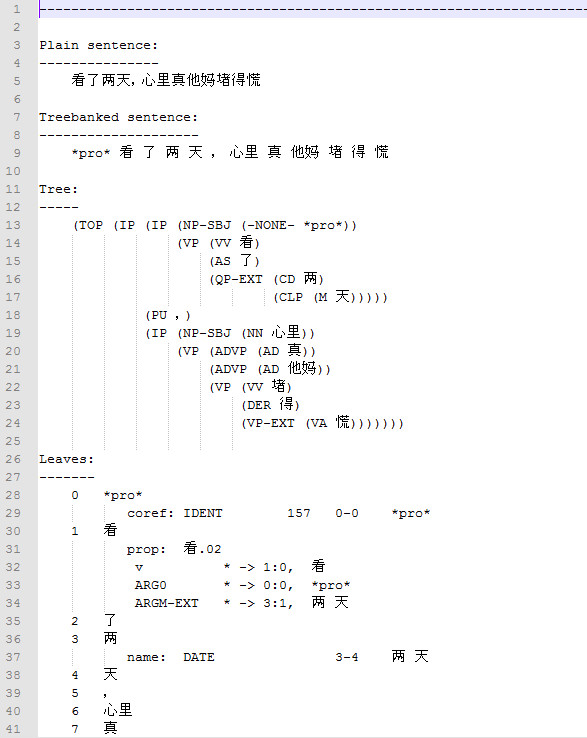 1 --------------------------------------------------------------------------------
2
3 Plain sentence:
4 ---------------
5 看了两天，心里真他妈堵得慌
6
7 Treebanked sentence:
8 --------------------
9 *pro* 看 了 两 天 ， 心里 真 他妈 堵 得 慌
10
11 Tree:
12 -----
13 (TOP (IP (IP (NP-SBJ (-NONE- *pro*))
14 (VP (VV 看)
15 (AS 了)
16 (QP-EXT (CD 两)
17 (CLP (M 天)))))
18 (PU ，)
19 (IP (NP-SBJ (NN 心里))
20 (VP (ADVP (AD 真))
21 (ADVP (AD 他妈))
22 (VP (VV 堵)
23 (DER 得)
24 (VP-EXT (VA 慌)))))))
25
26 Leaves:
27 -------
28 0 *pro*
29 coref: IDENT 157 0-0 *pro*
30 1 看
31 prop: 看.02
32 v * -> 1:0, 看
33 ARG0 * -> 0:0, *pro*
34 ARGM-EXT * -> 3:1, 两 天
35 2 了
36 3 两
37 name: DATE 3-4 两 天
38 4 天
39 5 ，
40 6 心里
41 7 真